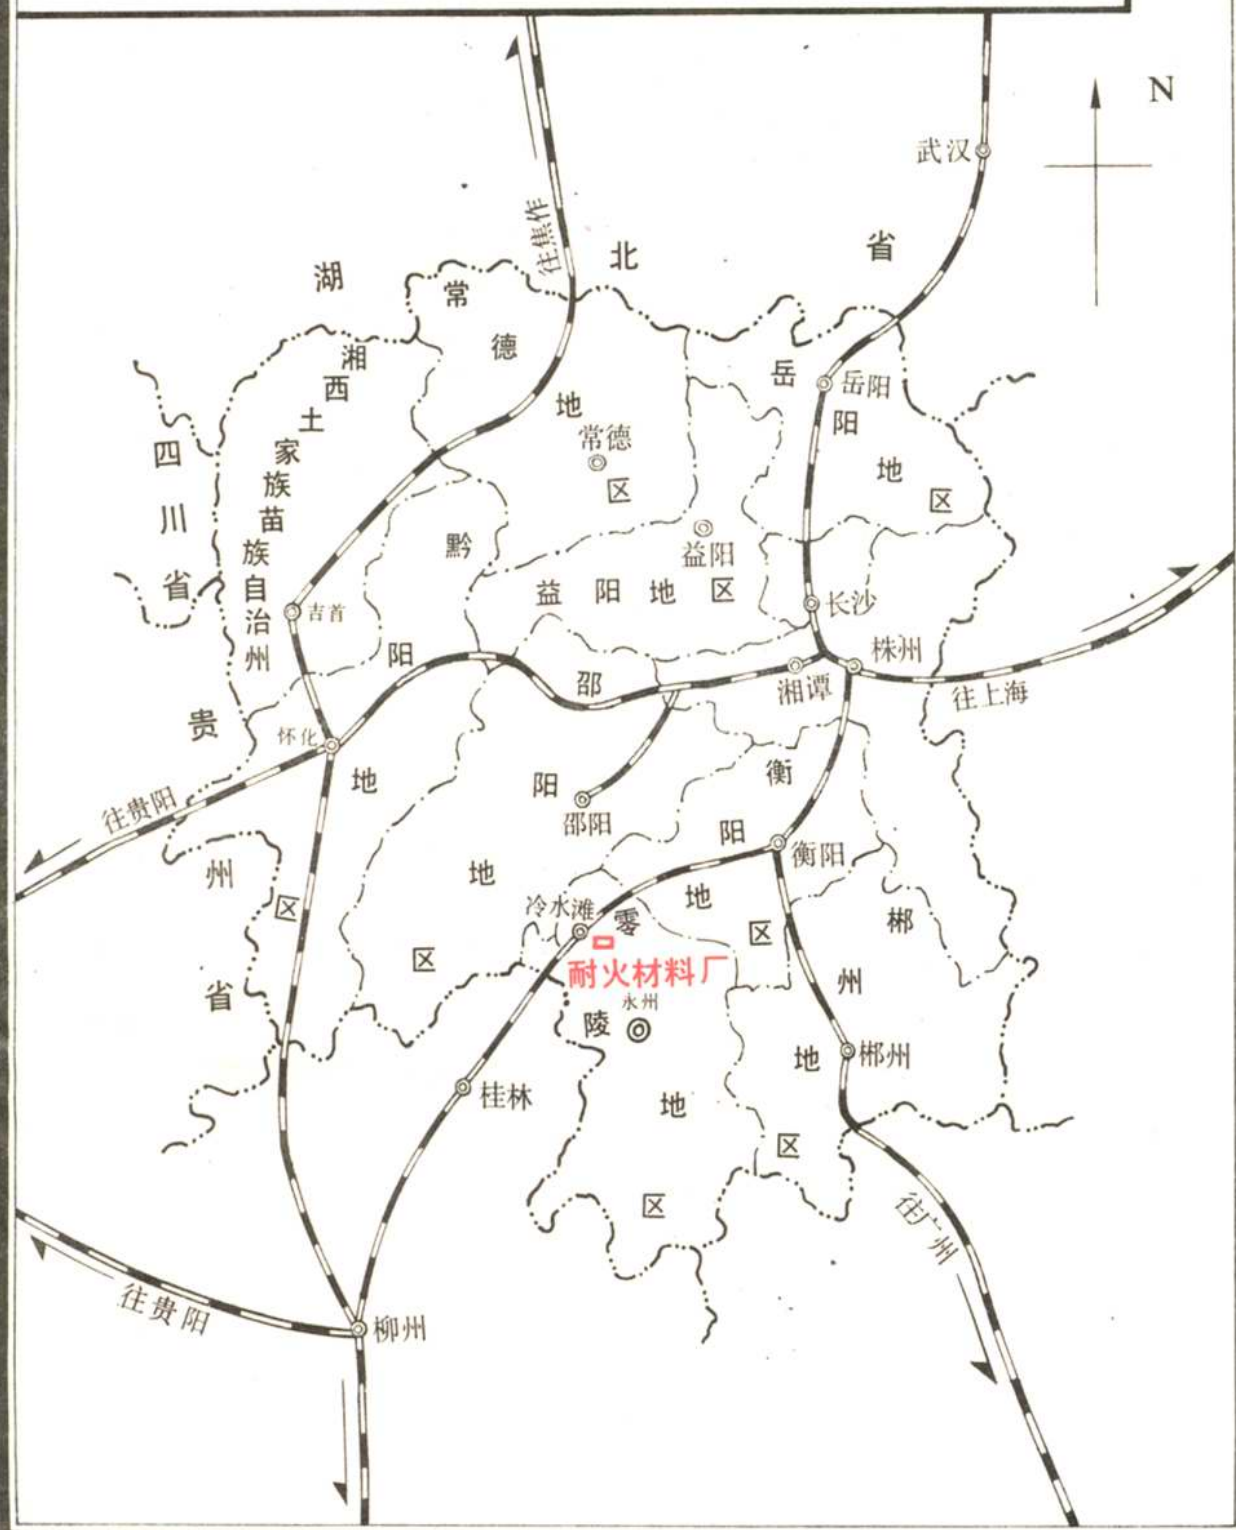 N
武汉
往焦作
湖北省
常德地区
湘西土家族苗族自治州
岳阳地区
岳阳
四川省
常德
益阳
益阳地区
黔阳地区
吉首
长沙
株州
湘谭
往上海
邵阳地区
贵州省
怀化
往贵阳
邵阳
衡阳地区
衡阳
冷水滩
耐火材料厂
零陵地区
永州
郴州地区
郴州
桂林
往广州
往贵阳
柳州